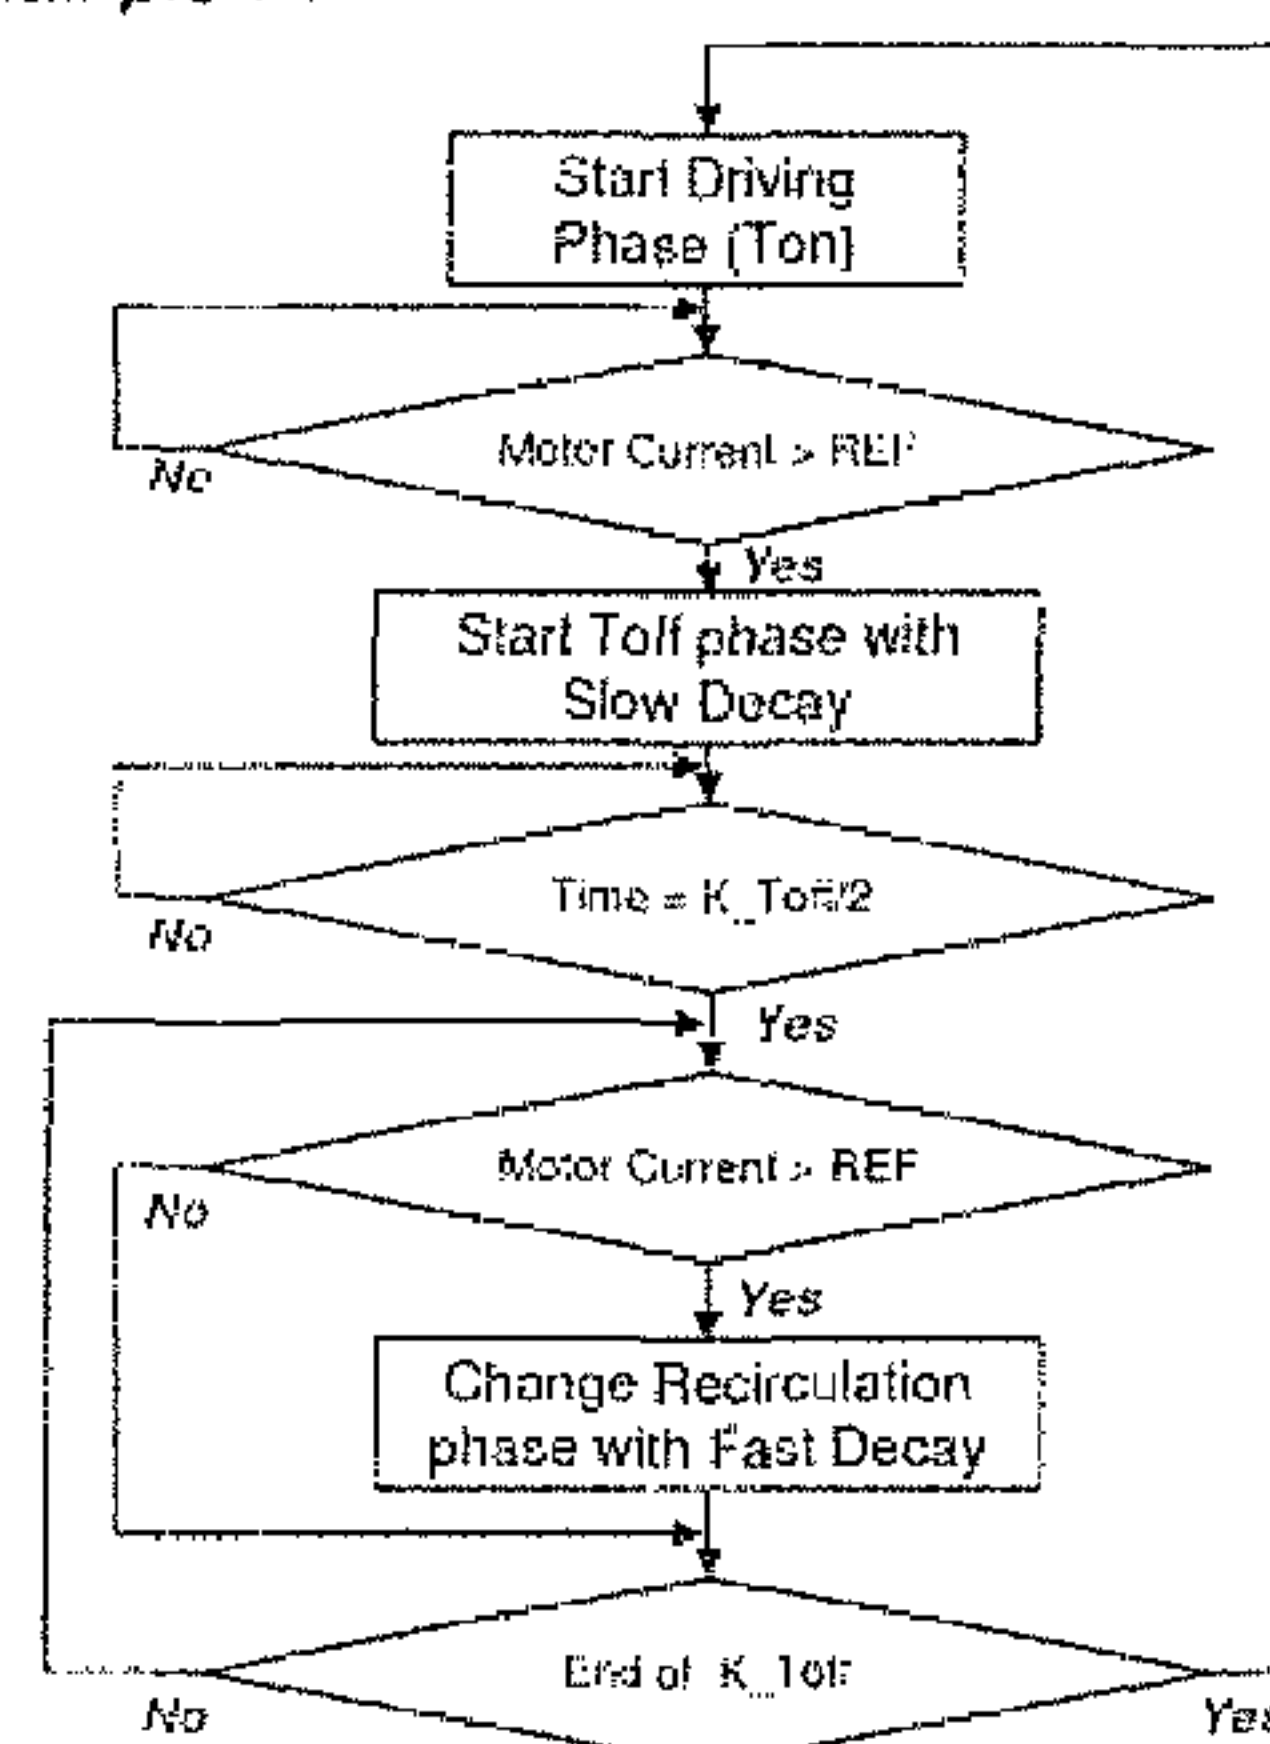 Start Driving
Phase (Ton)
Motor Current > REF
No
Yes
Start Toff phase with
Slow Decay
Time = K_Toff/2
No
Yes
Motor Current > REF
No
Yes
Change Recirculation
phase with Fast Decay
End of K_Toff
No
Yes